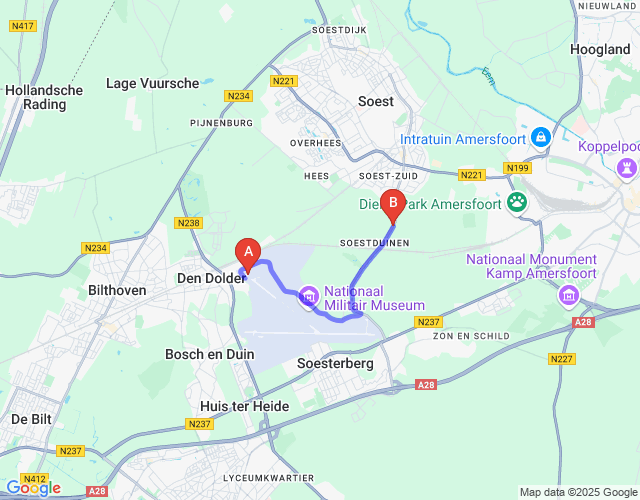 NIEUWLAND
N417
SOESTDIJK
Hoogland
N221
Eem
Hollandsche
Rading
Lage Vuursche
N234
Soest
PIJNENBURG
Intratuin Amersfoort
Koppelpoo
OVERHEES
N199
HEES
SOEST-ZUID
N221
B
Park Amersfoort
N238
A
SOESTDUINEN
N234
Nationaal Monument
Kamp Amersfoort
Den Dolder
Bilthoven
Nationaal
Militair Museum
N237
A28
ZON EN SCHILD
Bosch en Duin
Soesterberg
N227
A28
Huis ter Heide
De Bilt
N237
N237
LYCEUMKWARTIER
N412
A28
Google
Map data ©2025 Google